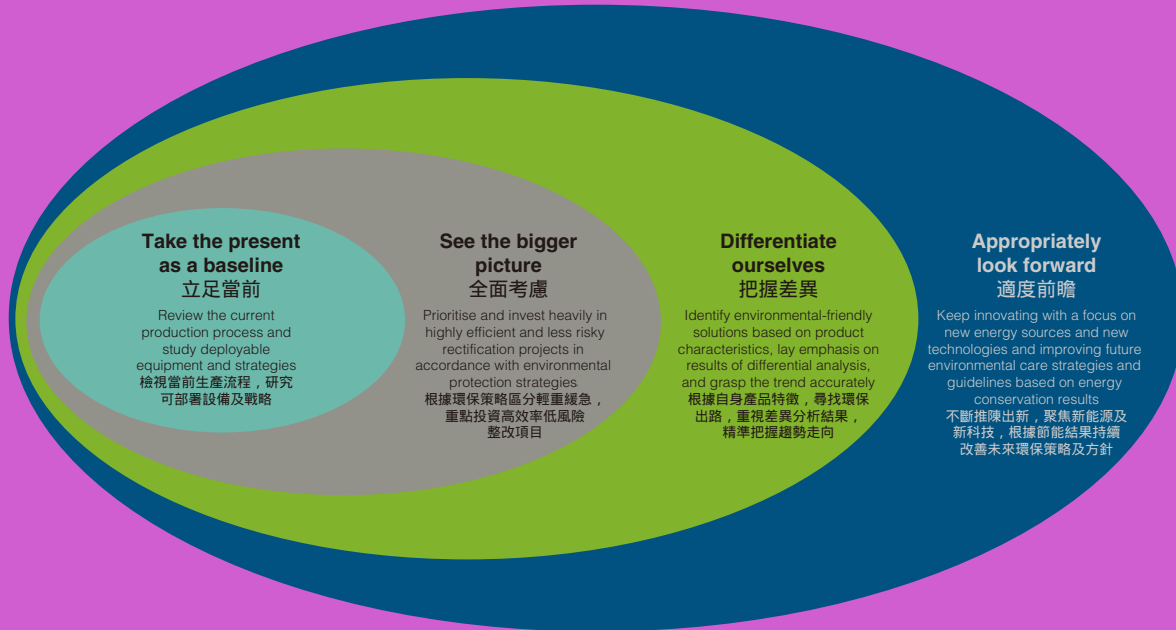 Take the present
as a baseline
立足當前
Review the current
production process and
study deployable
equipment and strategies
檢視當前生產流程，研究
可部署設備及戰略
See the bigger
picture
全面考慮
Prioritise and invest heavily in
highly efficient and less risky
rectification projects in
accordance with environmental
protection strategies
根據環保策略區分輕重緩急，
重點投資高效率低風險
整改項目
Differentiate
ourselves
把握差異
Identify environmental-friendly
solutions based on product
characteristics, lay emphasis on
results of differential analysis,
and grasp the trend accurately
根據自身產品特徵，尋找環保
出路，重視差異分析結果，
精準把握趨勢走向
Appropriately
look forward
適度前瞻
Keep innovating with a focus on
new energy sources and new
technologies and improving future
environmental care strategies and
guidelines based on energy
conservation results
不斷推陳出新，聚焦新能源及
新科技，根據節能結果持續
改善未來環保策略及方針